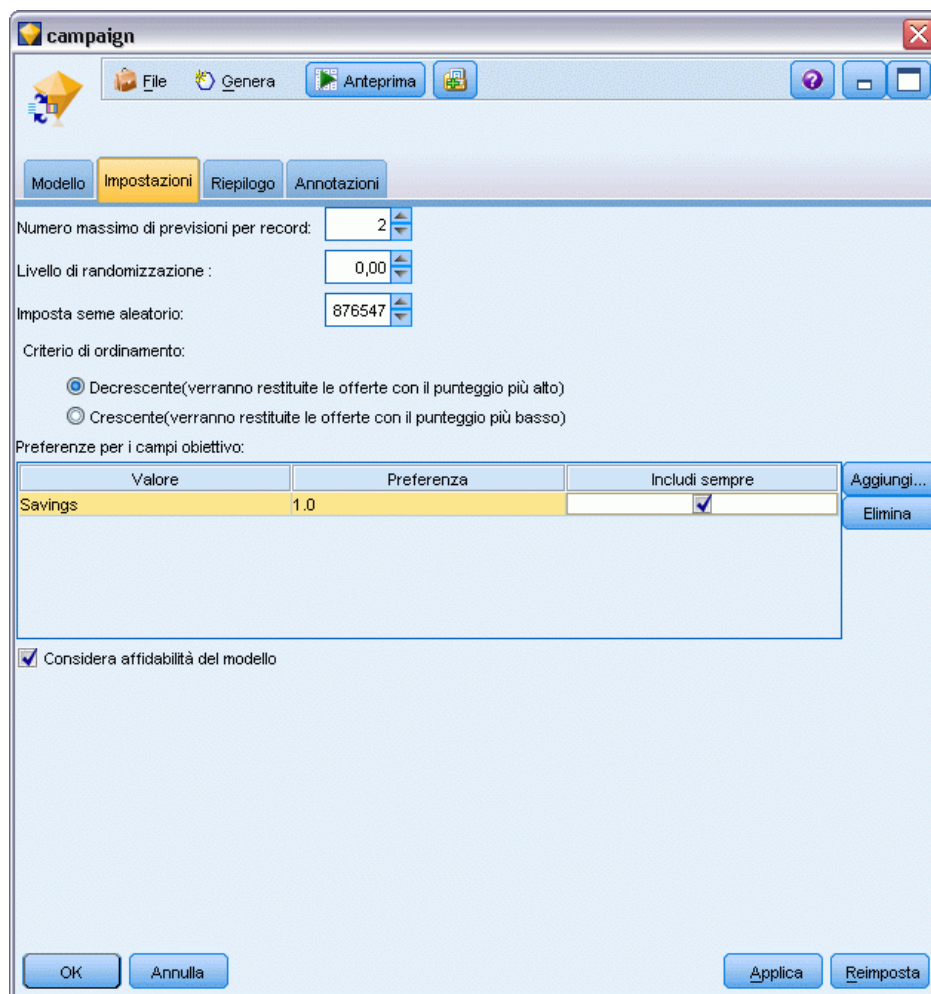 campaign
File Genera Anteprima
Modello Impostazioni Riepilogo Annotazioni
Numero massimo di previsioni per record: 2
Livello di randomizzazione : 0,00
Imposta seme aleatorio: 876547
Criterio di ordinamento:
Decrescente(verranno restituite le offerte con il punteggio più alto)
Crescente(verranno restituite le offerte con il punteggio più basso)
Preferenze per i campi obiettivo:
Valore Preferenza Includi sempre Aggiungi...
Savings 1.0 Elimina
Considera affidabilità del modello
OK Annulla Applica Reimposta